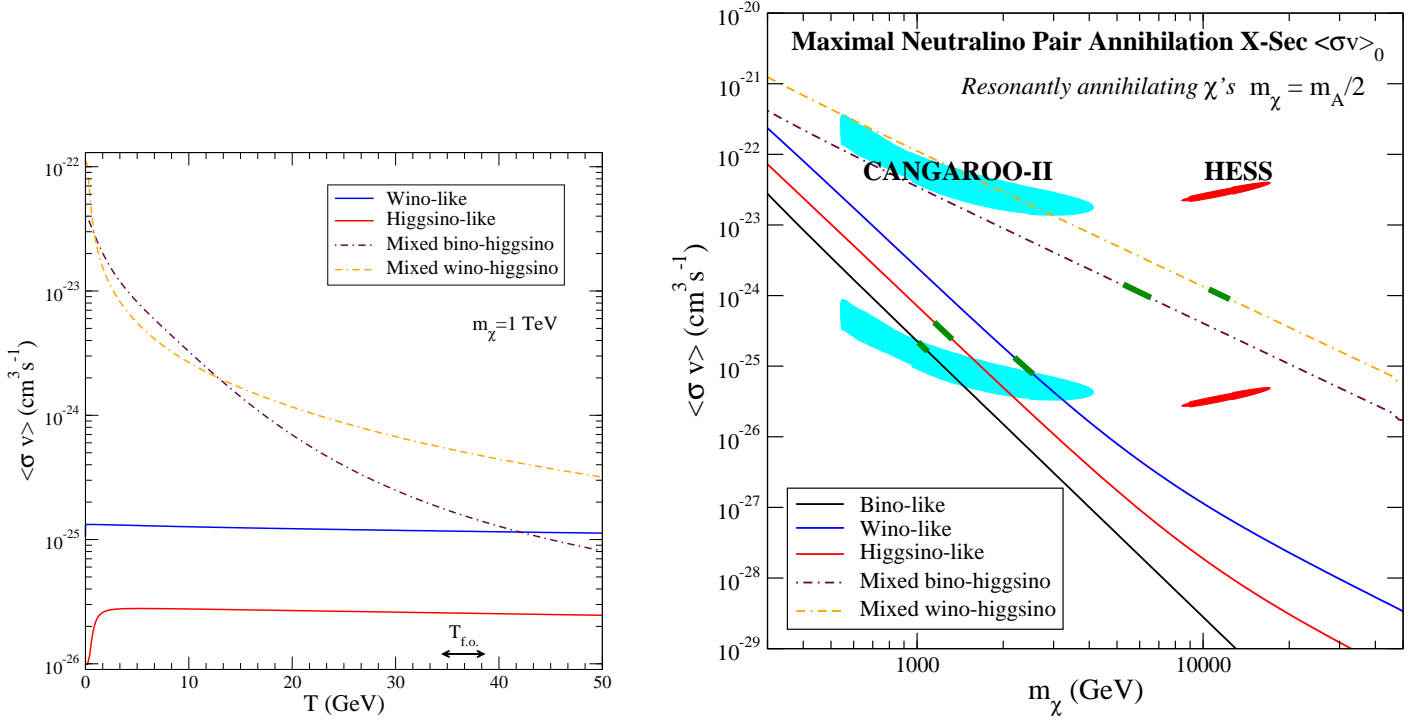 10^-22
10^-23
10^-24
10^-25
10^-26
<σ v> (cm^3 s^-1)
Wino-like
Higgsino-like
Mixed bino-higgsino
Mixed wino-higgsino
m_χ=1 TeV
T_f.o.
0 10 20 30 40 50
T (GeV)
10^-20
10^-21
10^-22
10^-23
10^-24
10^-25
10^-26
10^-27
10^-28
10^-29
<σ v> (cm^3 s^-1)
Maximal Neutralino Pair Annihilation X-Sec <σv>_0
Resonantly annihilating χ's m_χ = m_A/2
CANGAROO-II HESS
Bino-like
Wino-like
Higgsino-like
Mixed bino-higgsino
Mixed wino-higgsino
1000 10000
m_χ (GeV)